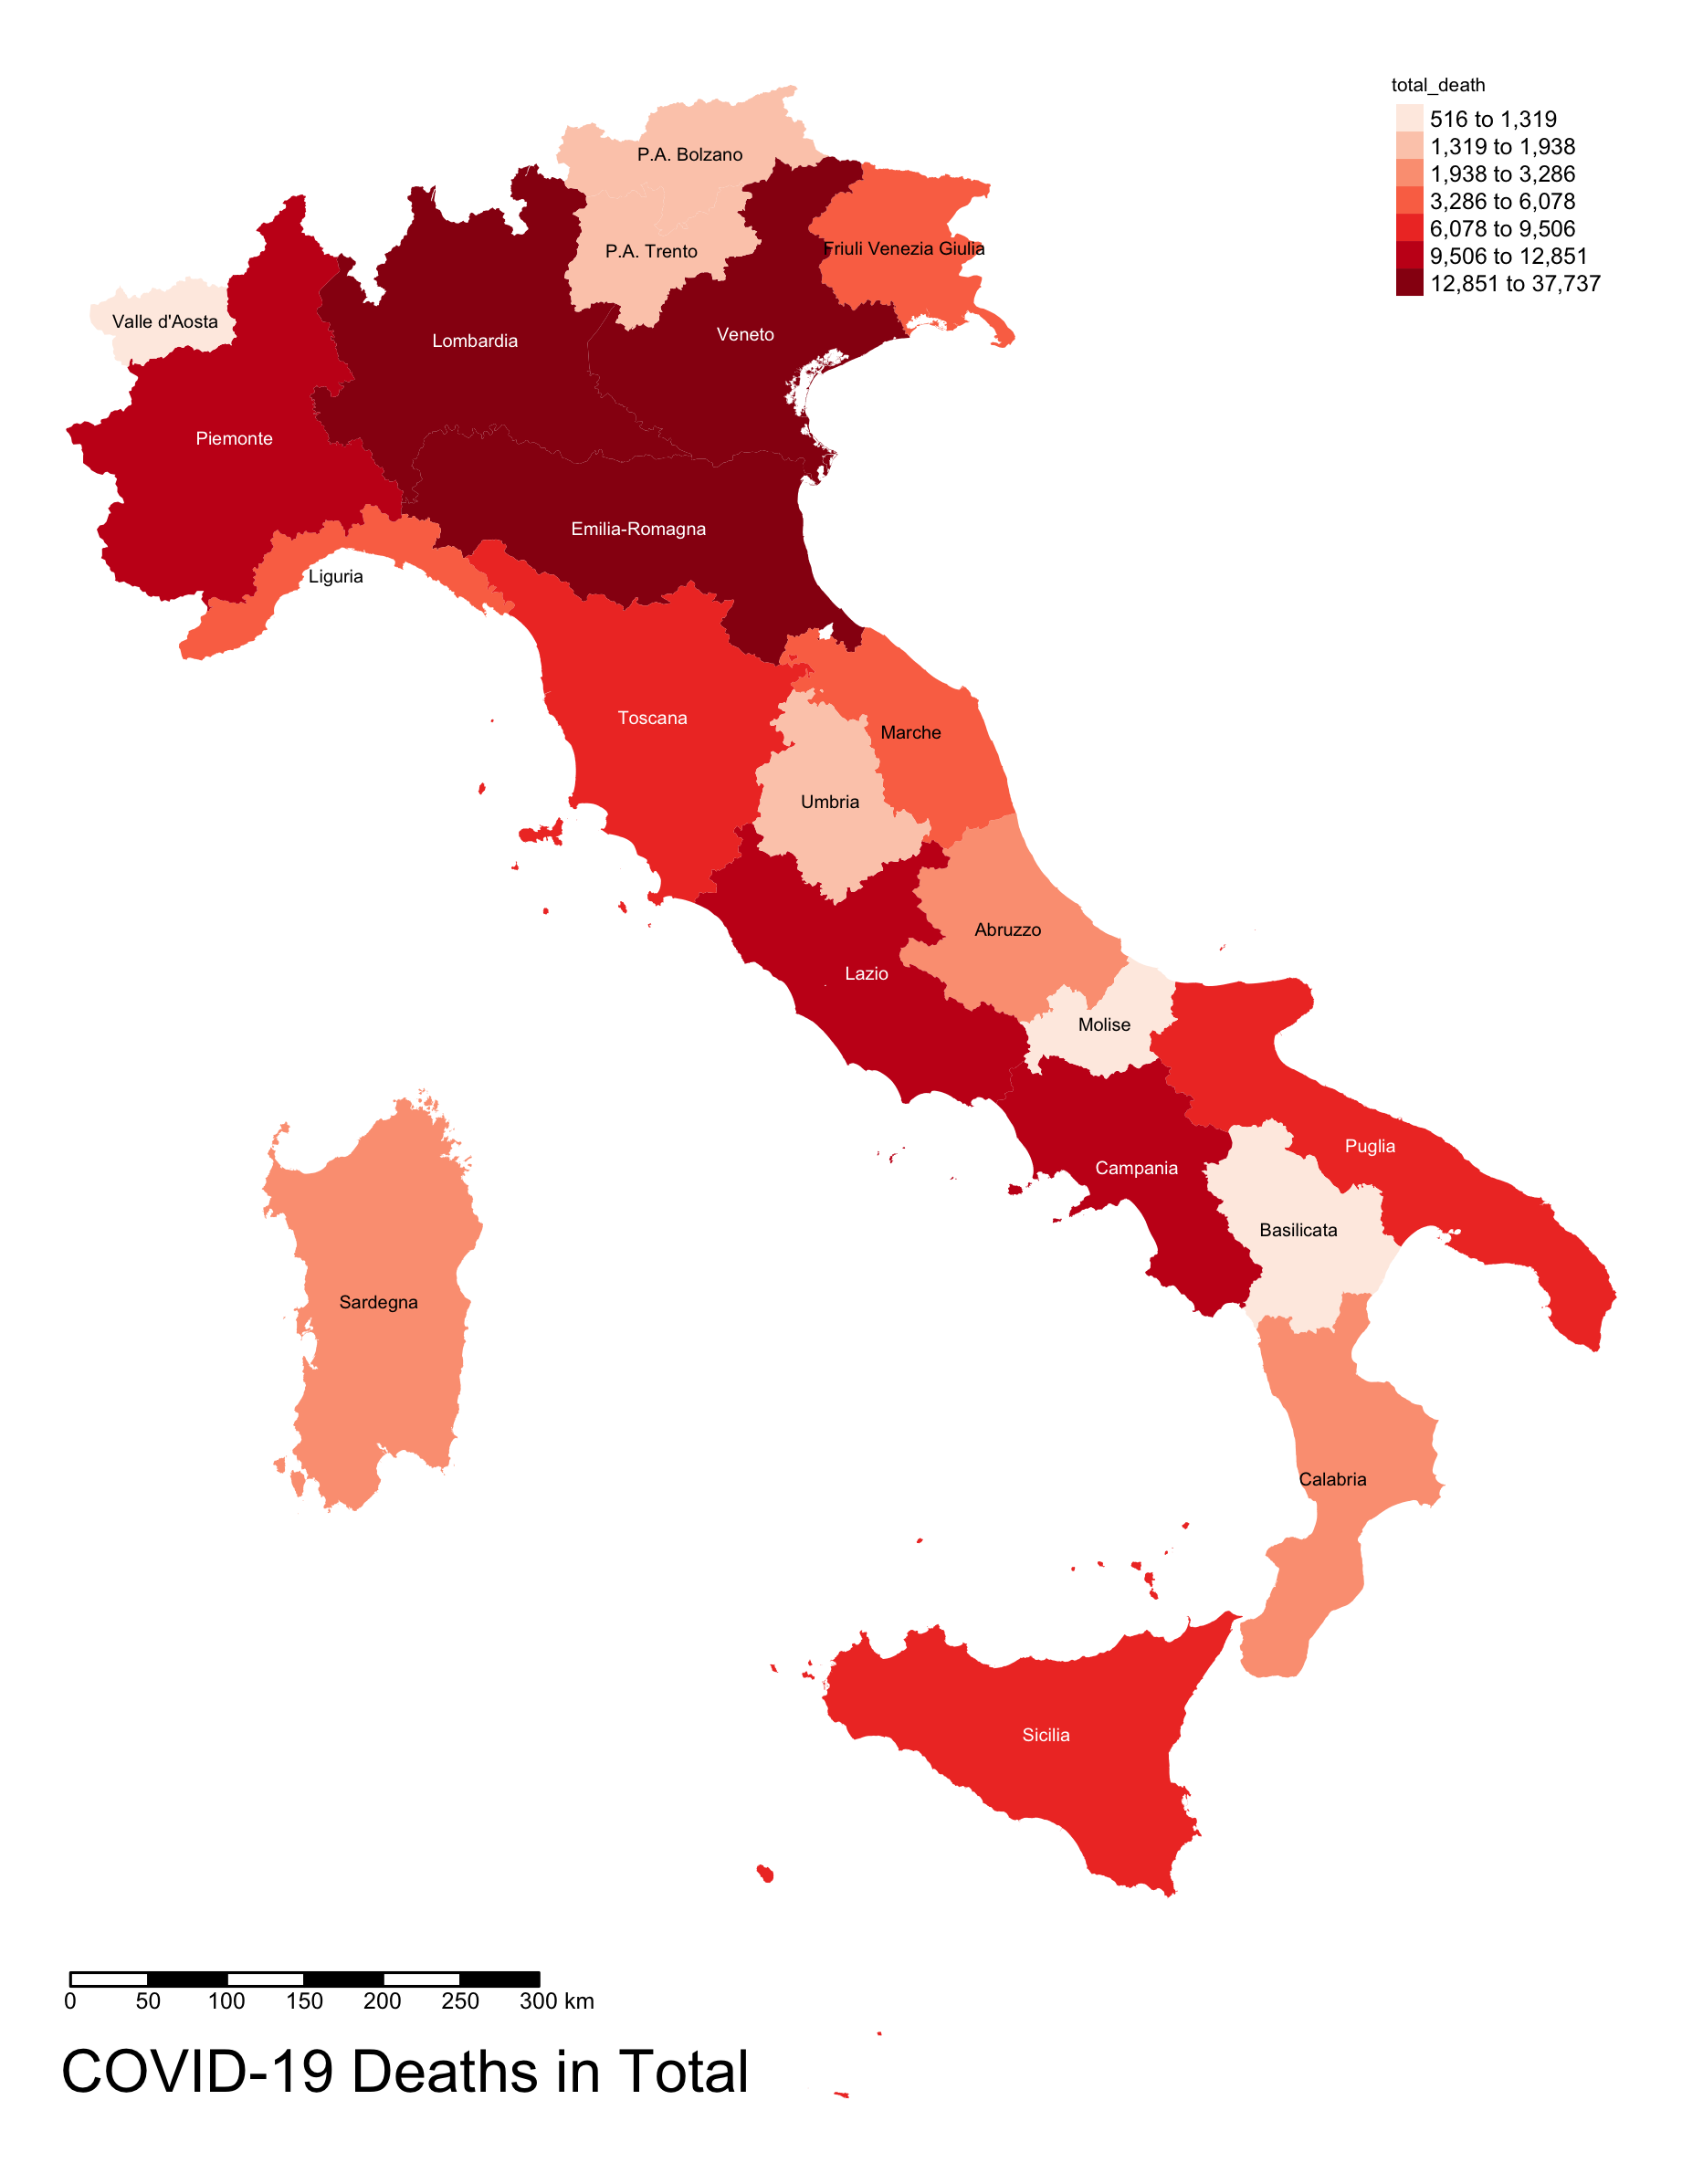 total_death
516 to 1,319
1,319 to 1,938
1,938 to 3,286
3,286 to 6,078
6,078 to 9,506
9,506 to 12,851
12,851 to 37,737
P.A. Bolzano
P.A. Trento
Friuli Venezia Giulia
Valle d'Aosta
Lombardia
Veneto
Piemonte
Emilia-Romagna
Liguria
Toscana
Marche
Umbria
Abruzzo
Lazio
Molise
Puglia
Campania
Basilicata
Sardegna
Calabria
Sicilia
0 50 100 150 200 250 300 km
COVID-19 Deaths in Total